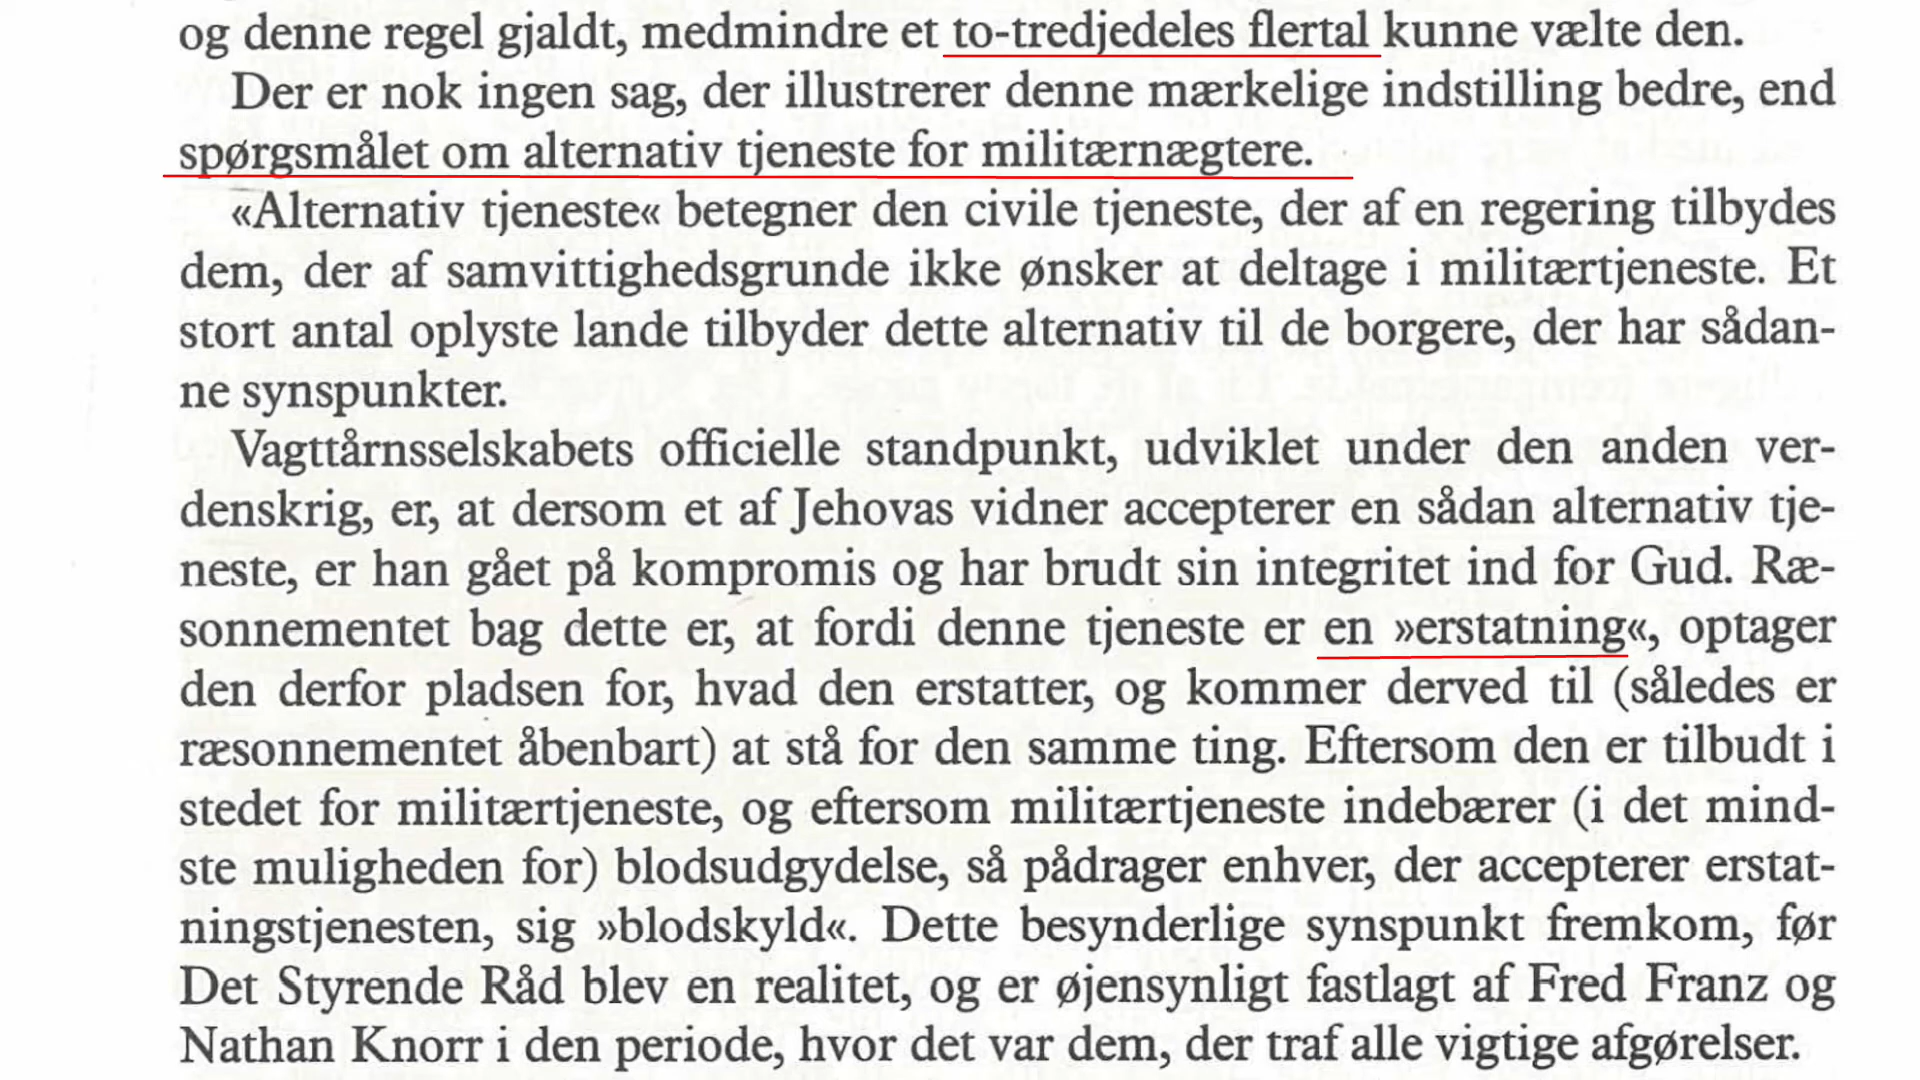 og denne regel gjaldt, medmindre et to-tredjedeles flertal kunne vælte den.
Der er nok ingen sag, der illustrerer denne mærkelige indstilling bedre, end
spørgsmålet om alternativ tjeneste for militærnægtere.
«Alternativ tjeneste« betegner den civile tjeneste, der af en regering tilbydes
dem, der af samvittighedsgrunde ikke ønsker at deltage i militærtjeneste. Et
stort antal oplyste lande tilbyder dette alternativ til de borgere, der har sådan-
ne synspunkter.
Vagttårnsselskabets officielle standpunkt, udviklet under den anden ver-
denskrig, er, at dersom et af Jehovas vidner accepterer en sådan alternativ tje-
neste, er han gået på kompromis og har brudt sin integritet ind for Gud. Ræ-
sonnementet bag dette er, at fordi denne tjeneste er en »erstatning«, optager
den derfor pladsen for, hvad den erstatter, og kommer derved til (således er
ræsonnementet åbenbart) at stå for den samme ting. Eftersom den er tilbudt i
stedet for militærtjeneste, og eftersom militærtjeneste indebærer (i det mind-
ste muligheden for) blodsudgydelse, så pådrager enhver, der accepterer erstat-
ningstjenesten, sig »blodskyld«. Dette besynderlige synspunkt fremkom, før
Det Styrende Råd blev en realitet, og er øjensynligt fastlagt af Fred Franz og
Nathan Knorr i den periode, hvor det var dem, der traf alle vigtige afgørelser.